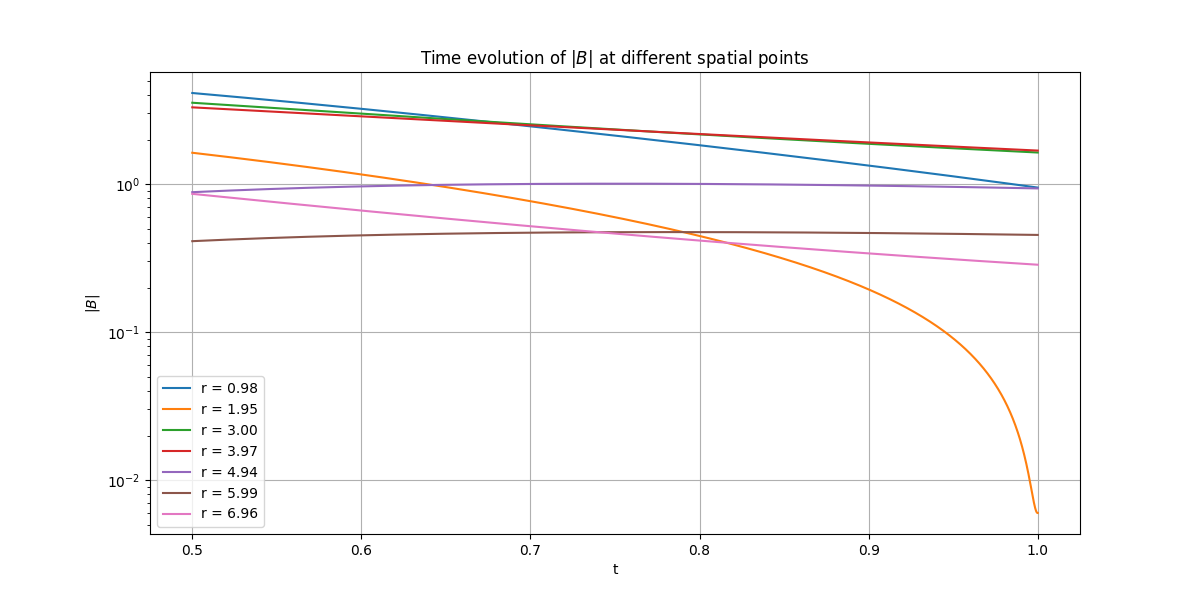 Time evolution of |B| at different spatial points
|B|
10⁰
10⁻¹
10⁻²
r = 0.98
r = 1.95
r = 3.00
r = 3.97
r = 4.94
r = 5.99
r = 6.96
0.5 0.6 0.7 0.8 0.9 1.0
t